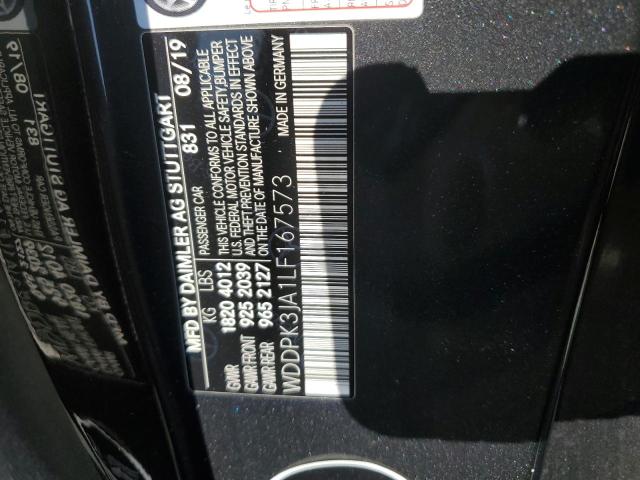 MFD BY DAIMLER AG STUTTGART
831 08/19
KG LBS
GVWR 1820 4012
GAWR FRONT 925 2039
GAWR REAR 965 2127
PASSENGER CAR
THIS VEHICLE CONFORMS TO ALL APPLICABLE
U.S. FEDERAL MOTOR VEHICLE SAFETY,BUMPER
AND THEFT PREVENTION STANDARDS IN EFFECT
ON THE DATE OF MANUFACTURE SHOWN ABOVE
WDDPK3JA1LF167573
MADE IN GERMANY